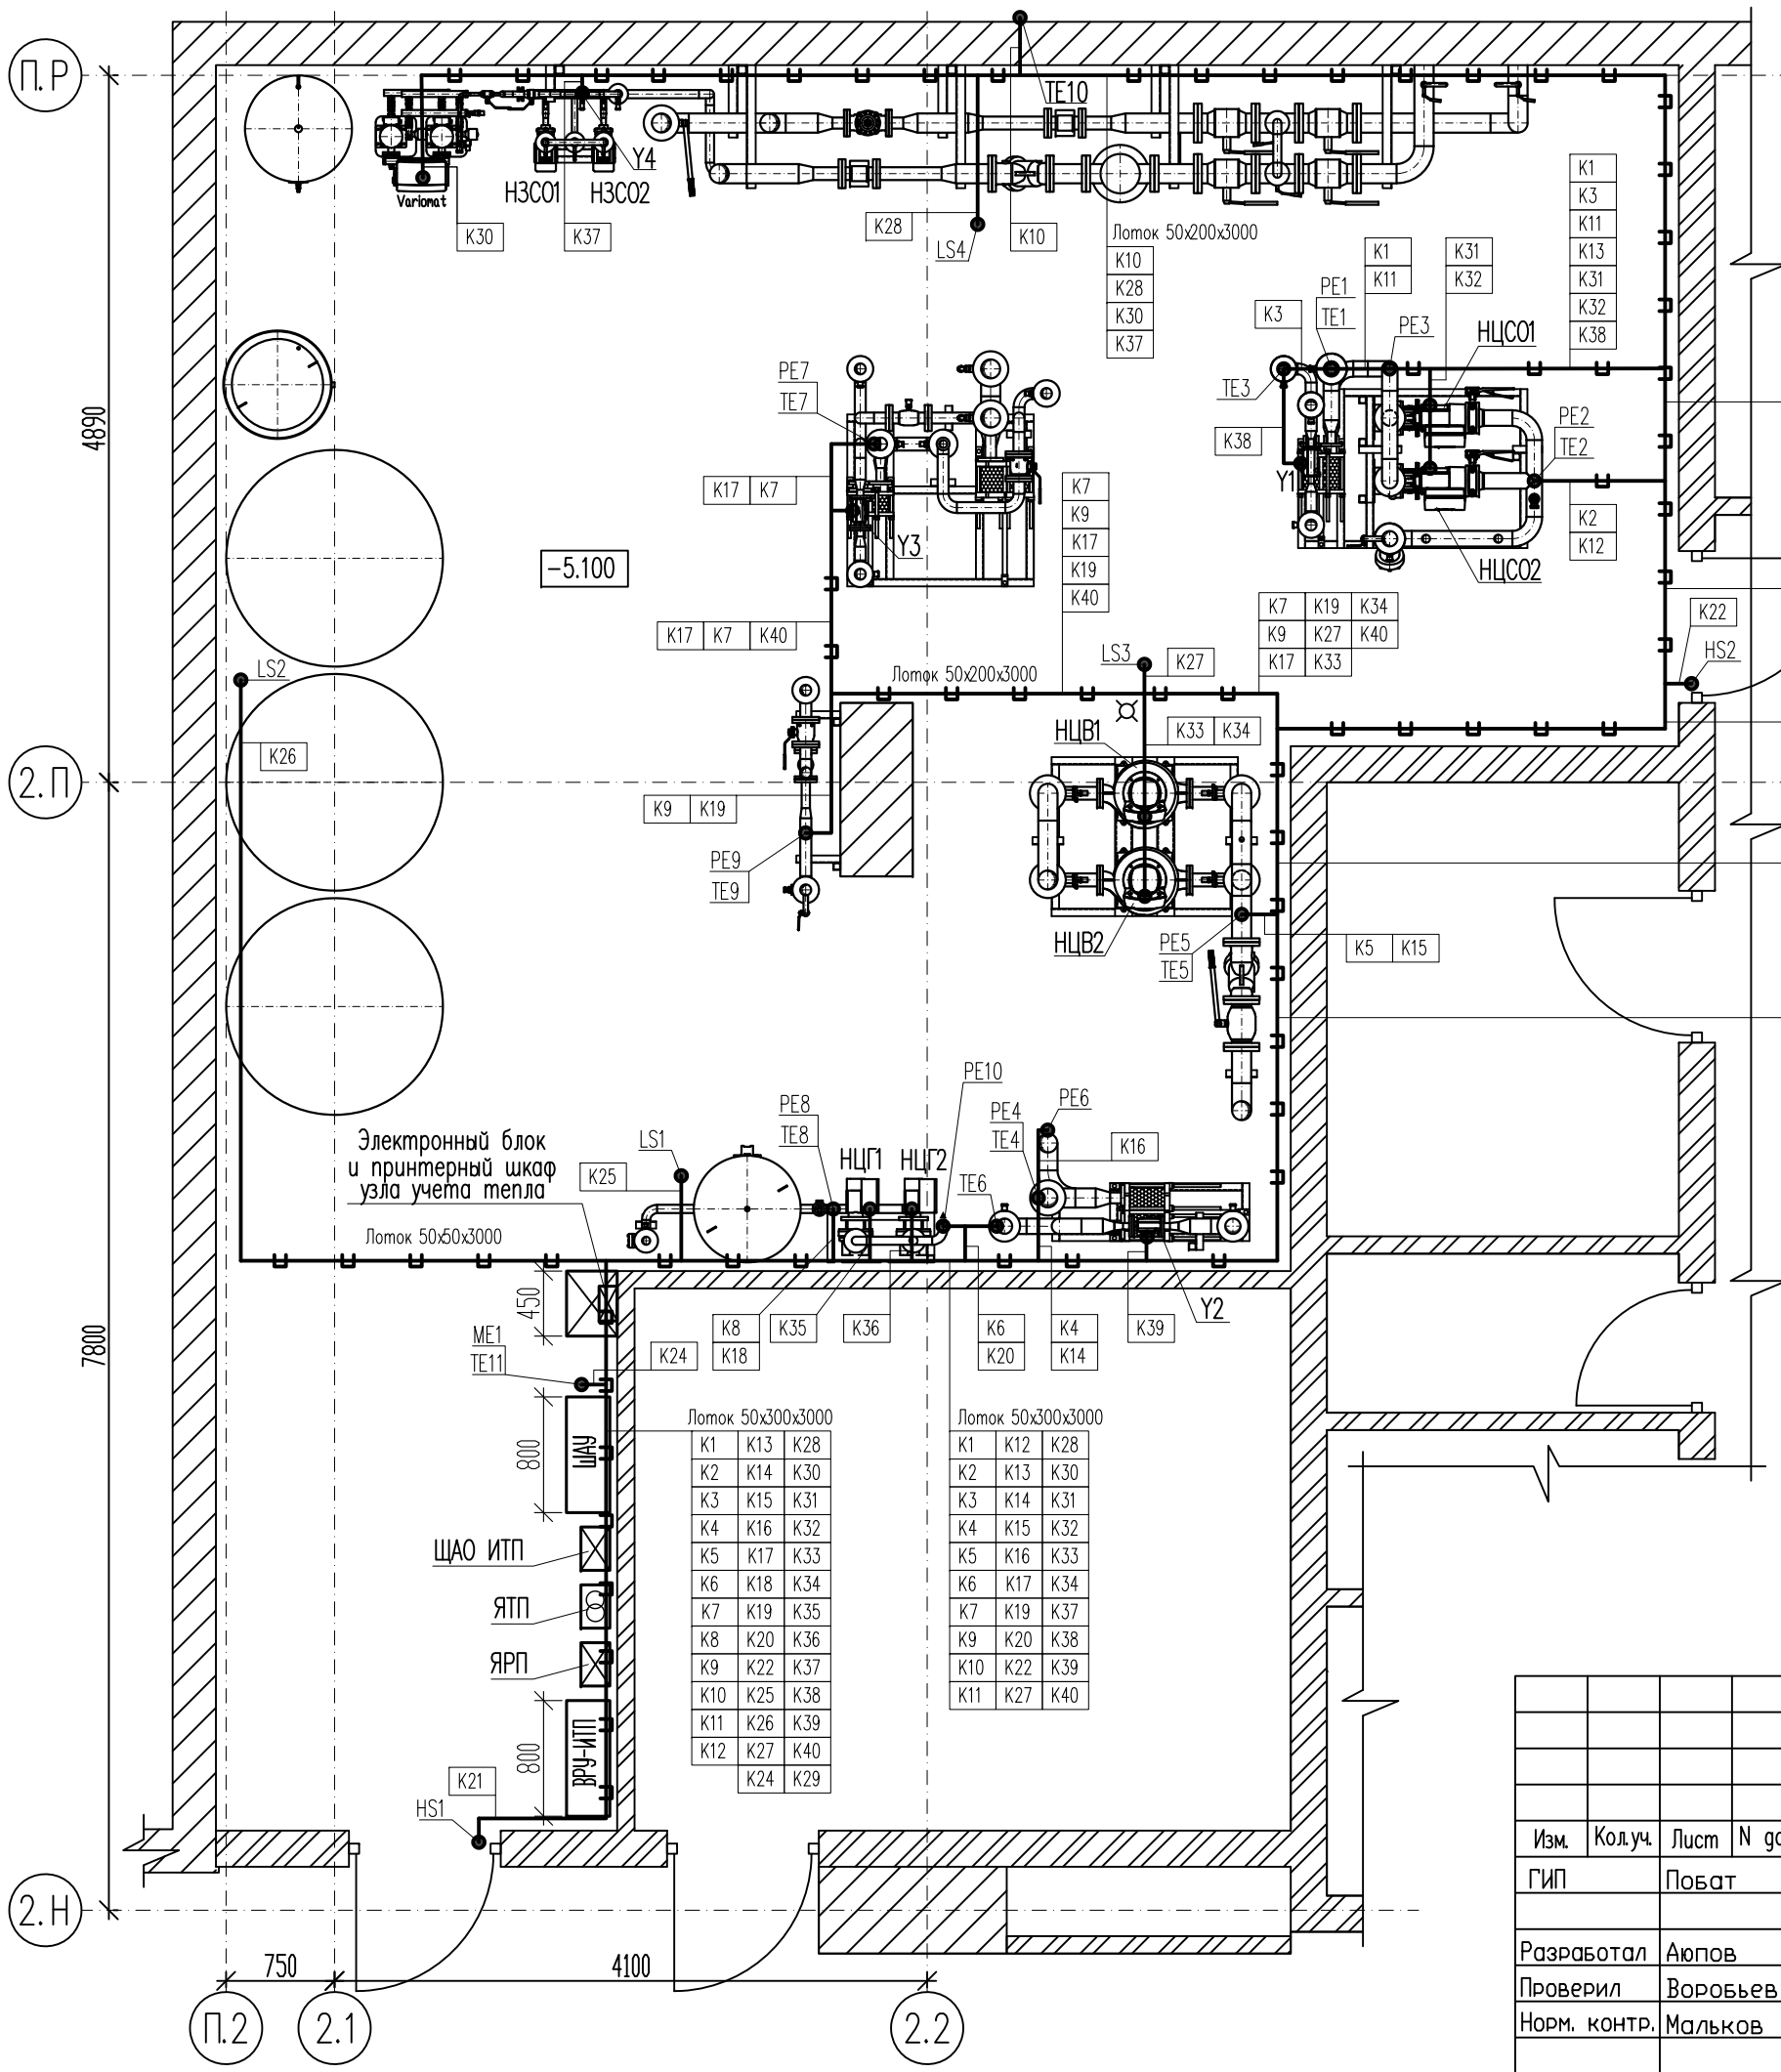 П.Р
2.П
2.Н
П.2
2.1
2.2
4890
7800
750
4100
TE10
Y4
НЗСО1
НЗСО2
Variomat
K30
K37
K28
LS4
K10
Лоток 50х200х3000
K10
K28
K30
K37
K1
K3
K11
K13
K31
K32
K38
K1
K11
K31
K32
PE1
TE1
K3
PE3
НЦСО1
TE3
K38
Y1
PE2
TE2
K2
K12
НЦСО2
PE7
TE7
K17 K7
Y3
K7
K9
K17
K19
K40
-5.100
K17 K7 K40
K7 K19 K34
K9 K27 K40
K17 K33
K22
HS2
LS2
K26
Лоток 50х200х3000
LS3
K27
K33 K34
НЦВ1
K9 K19
PE9
TE9
НЦВ2
PE5
TE5
K5 K15
PE10
PE8
TE8
PE4
TE4
PE6
K16
Электронный блок
и принтерный шкаф
узла учета тепла
LS1
K25
НЦГ1
НЦГ2
TE6
Лоток 50х50х3000
450
ME1
TE11
K24
K8
K18
K35
K36
K6
K20
K4
K14
K39
Y2
800
ШАУ
ЩАО ИТП
ЯТП
ЯРП
800
ВРУ-ИТП
K21
HS1
Лоток 50х300х3000
K1 K13 K28
K2 K14 K30
K3 K15 K31
K4 K16 K32
K5 K17 K33
K6 K18 K34
K7 K19 K35
K8 K20 K36
K9 K22 K37
K10 K25 K38
K11 K26 K39
K12 K27 K40
K24 K29
Лоток 50х300х3000
K1 K12 K28
K2 K13 K30
K3 K14 K31
K4 K15 K32
K5 K16 K33
K6 K17 K34
K7 K19 K37
K9 K20 K38
K10 K22 K39
K11 K27 K40
Изм. Кол.уч. Лист N
ГИП Поват
Разработал Аюпов
Проверил Воробьев
Норм. контр. Мальков